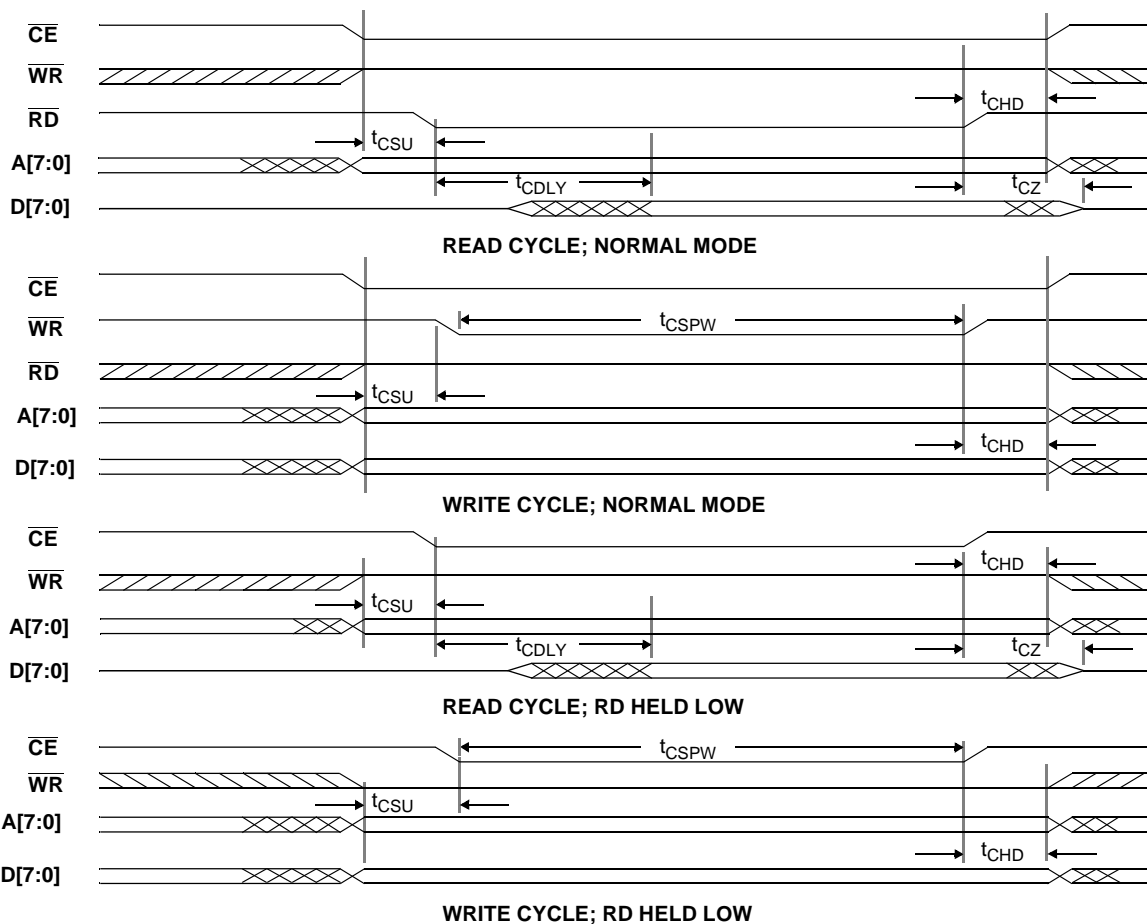 CE
WR
RD
A[7:0]
D[7:0]
tCSU
tCDLY
tCHD
tCZ
READ CYCLE; NORMAL MODE
CE
WR
RD
A[7:0]
D[7:0]
tCSPW
tCSU
tCHD
WRITE CYCLE; NORMAL MODE
CE
WR
A[7:0]
D[7:0]
tCHD
tCSU
tCDLY
tCZ
READ CYCLE; RD HELD LOW
CE
WR
A[7:0]
D[7:0]
tCSPW
tCSU
tCHD
WRITE CYCLE; RD HELD LOW